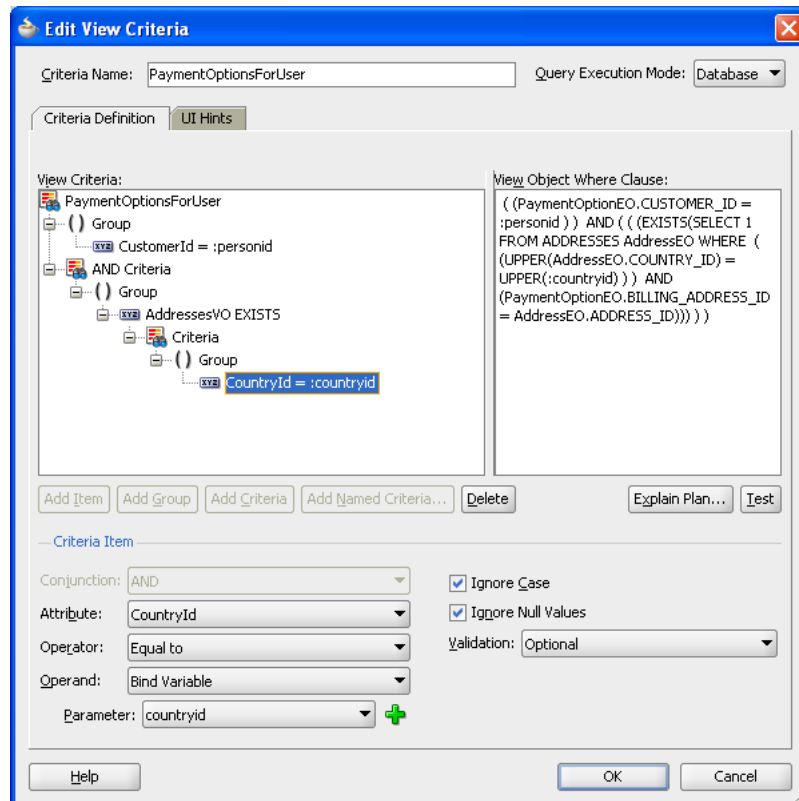 Edit View Criteria
Criteria Name: PaymentOptionsForUser Query Execution Mode: Database
Criteria Definition UI Hints
View Criteria: View Object Where Clause:
PaymentOptionsForUser
() Group
CustomerId = :personid
AND Criteria
() Group
AddressesVO EXISTS
Criteria
() Group
CountryId = :countryid
( (PaymentOptionEO.CUSTOMER_ID =
:personid ) ) AND ( ( (EXISTS(SELECT 1
FROM ADDRESSES AddressEO WHERE (
(UPPER(AddressEO.COUNTRY_ID) =
UPPER(:countryid) ) ) AND
(PaymentOptionEO.BILLING_ADDRESS_ID
= AddressEO.ADDRESS_ID))) ) )
Add Item Add Group Add Criteria Add Named Criteria... Delete Explain Plan... Test
Criteria Item
Conjunction: AND Ignore Case
Attribute: CountryId Ignore Null Values
Operator: Equal to Validation: Optional
Operand: Bind Variable
Parameter: countryid
Help OK Cancel